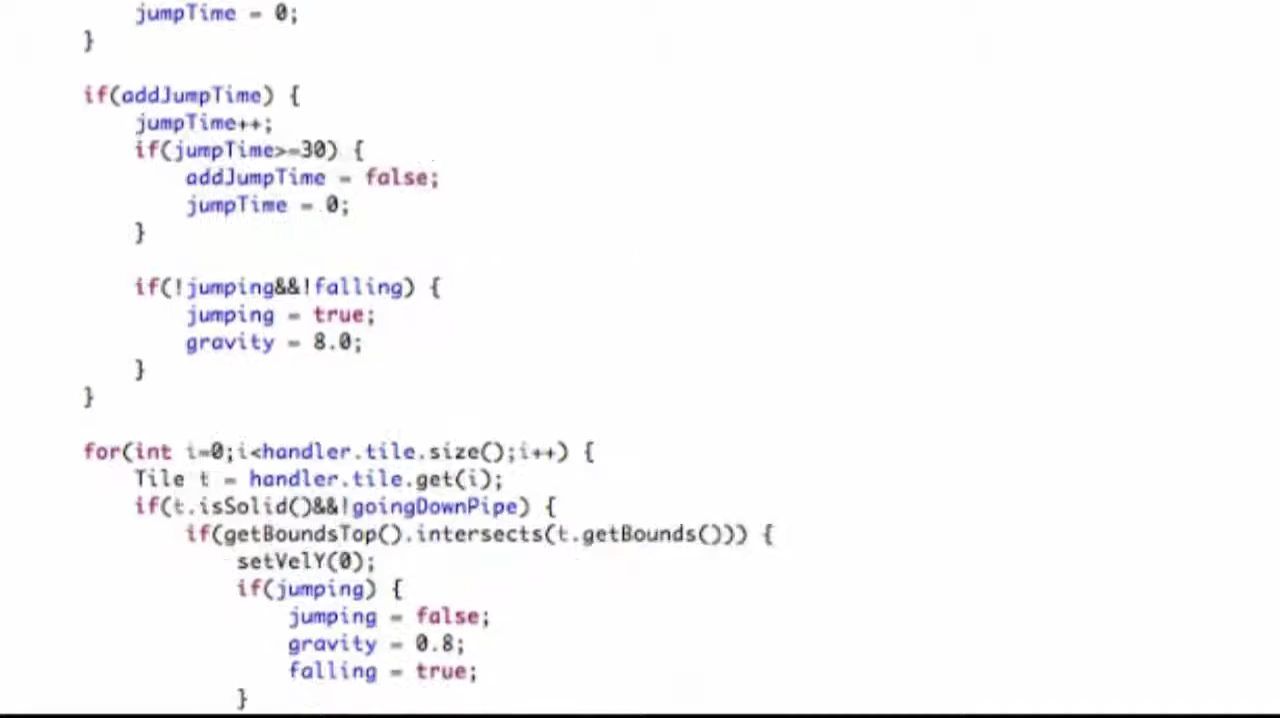 jumpTime = 0;
}
if(addJumpTime) {
jumpTime++;
if(jumpTime>=30) {
addJumpTime = false;
jumpTime = 0;
}
if(!jumping&&!falling) {
jumping = true;
gravity = 8.0;
}
}
for(int i=0;i<handler.tile.size();i++) {
Tile t = handler.tile.get(i);
if(t.isSolid()&&!goingDownPipe) {
if(getBoundsTop().intersects(t.getBounds())) {
setVelY(0);
if(jumping) {
jumping = false;
gravity = 0.8;
falling = true;
}